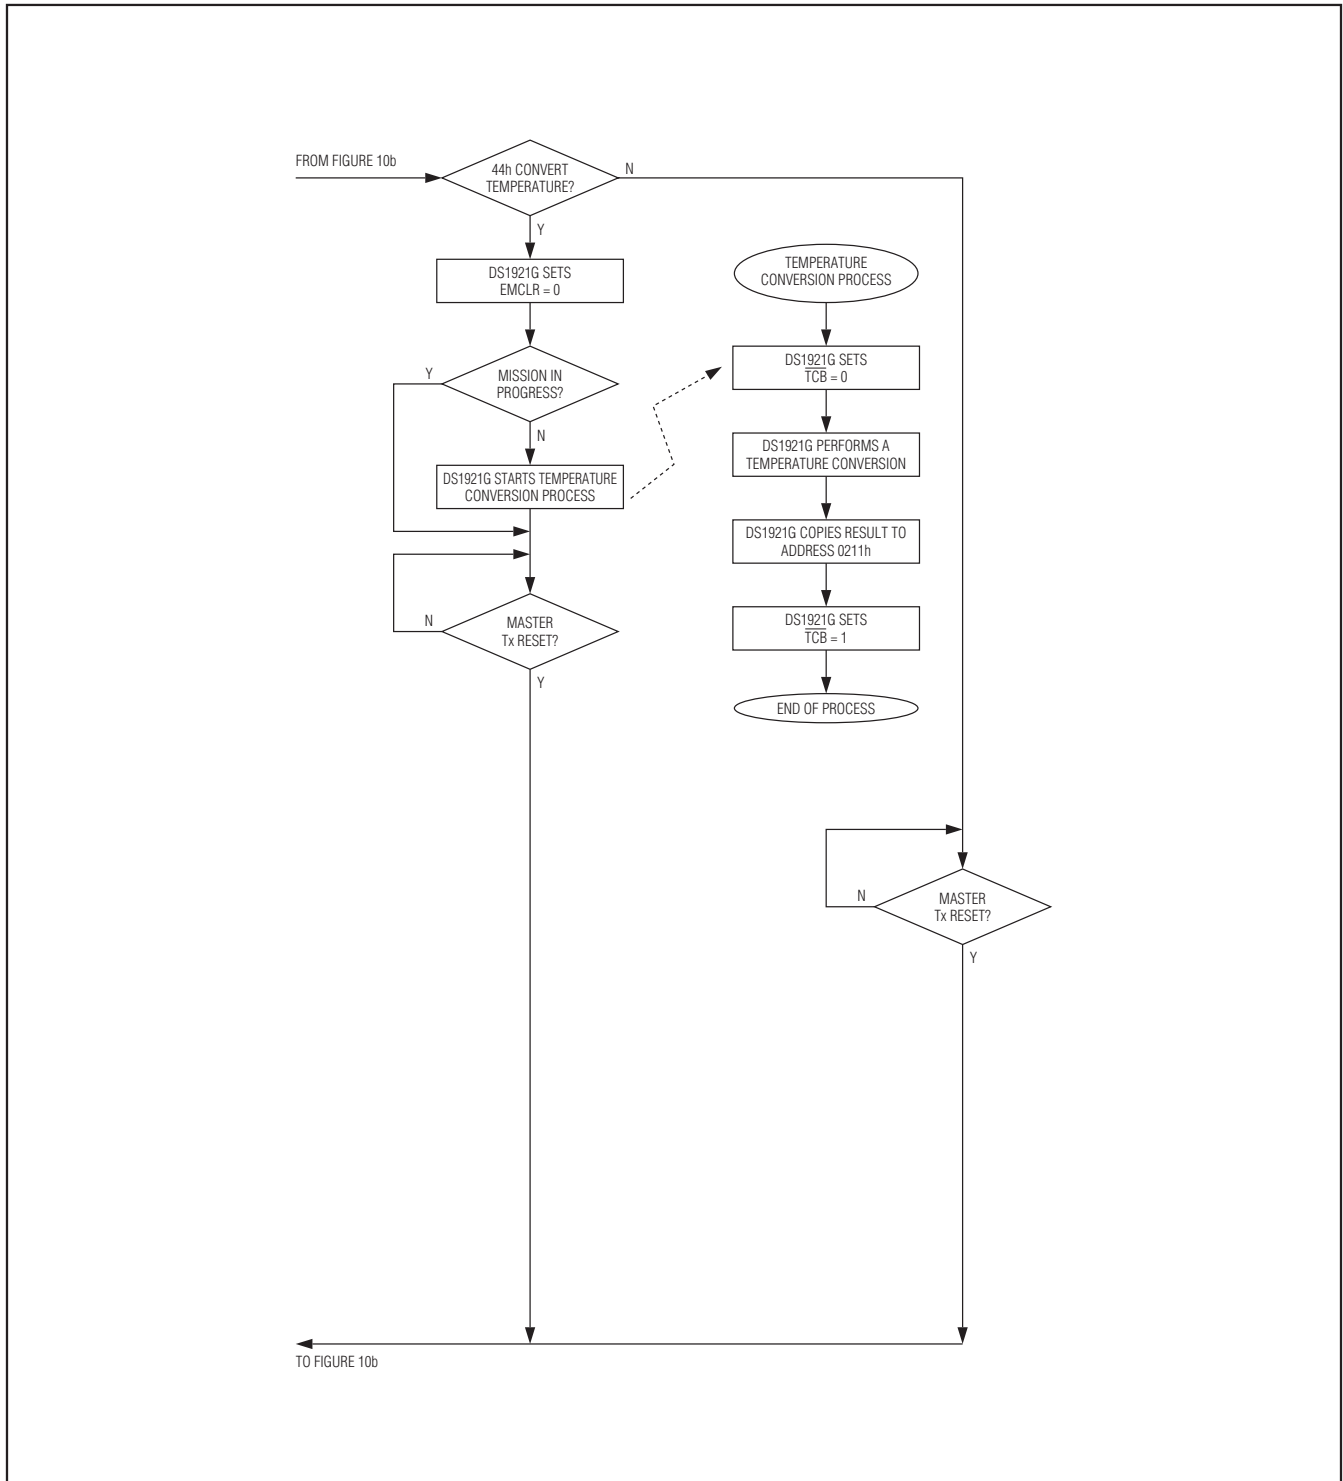 FROM FIGURE 10b
44h CONVERT
TEMPERATURE?
N
Y
DS1921G SETS
EMCLR = 0
MISSION IN
PROGRESS?
Y
N
DS1921G STARTS TEMPERATURE
CONVERSION PROCESS
MASTER
Tx RESET?
N
Y
TEMPERATURE
CONVERSION PROCESS
DS1921G SETS
T̅C̅B̅ = 0
DS1921G PERFORMS A
TEMPERATURE CONVERSION
DS1921G COPIES RESULT TO
ADDRESS 0211h
DS1921G SETS
T̅C̅B̅ = 1
END OF PROCESS
N
MASTER
Tx RESET?
Y
TO FIGURE 10b